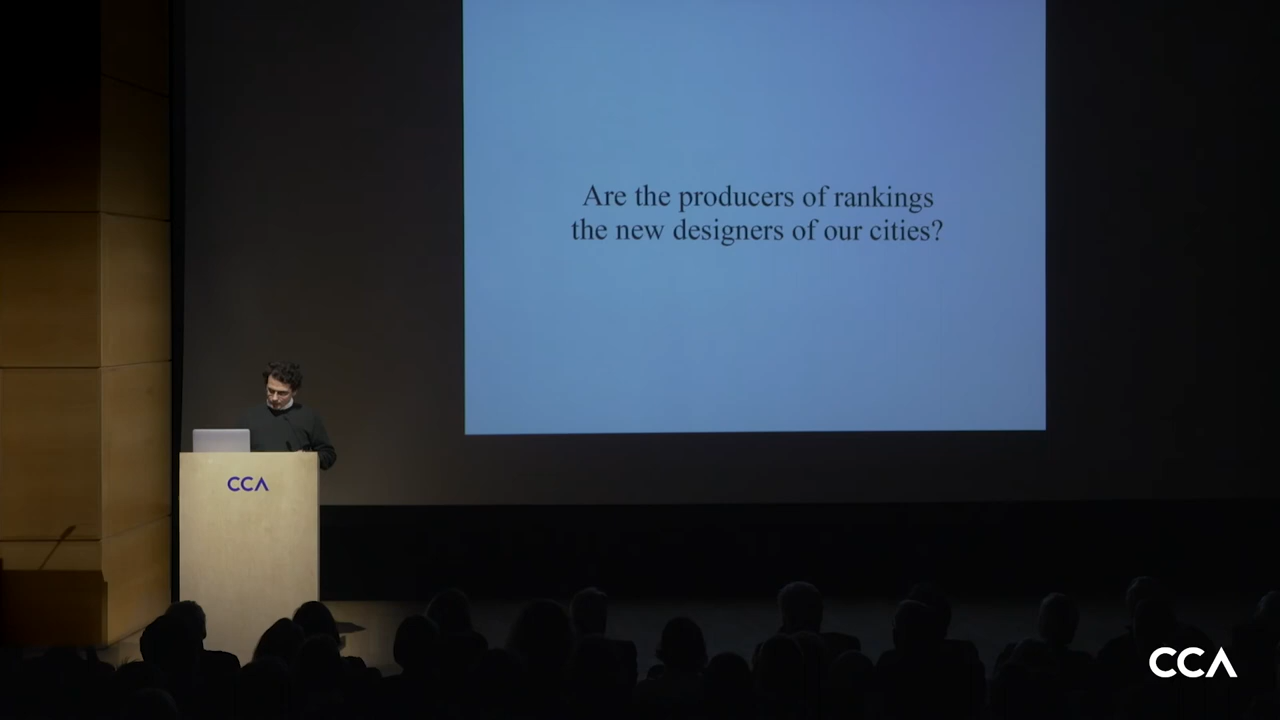 Are the producers of rankings
the new designers of our cities?
CCA
CCA